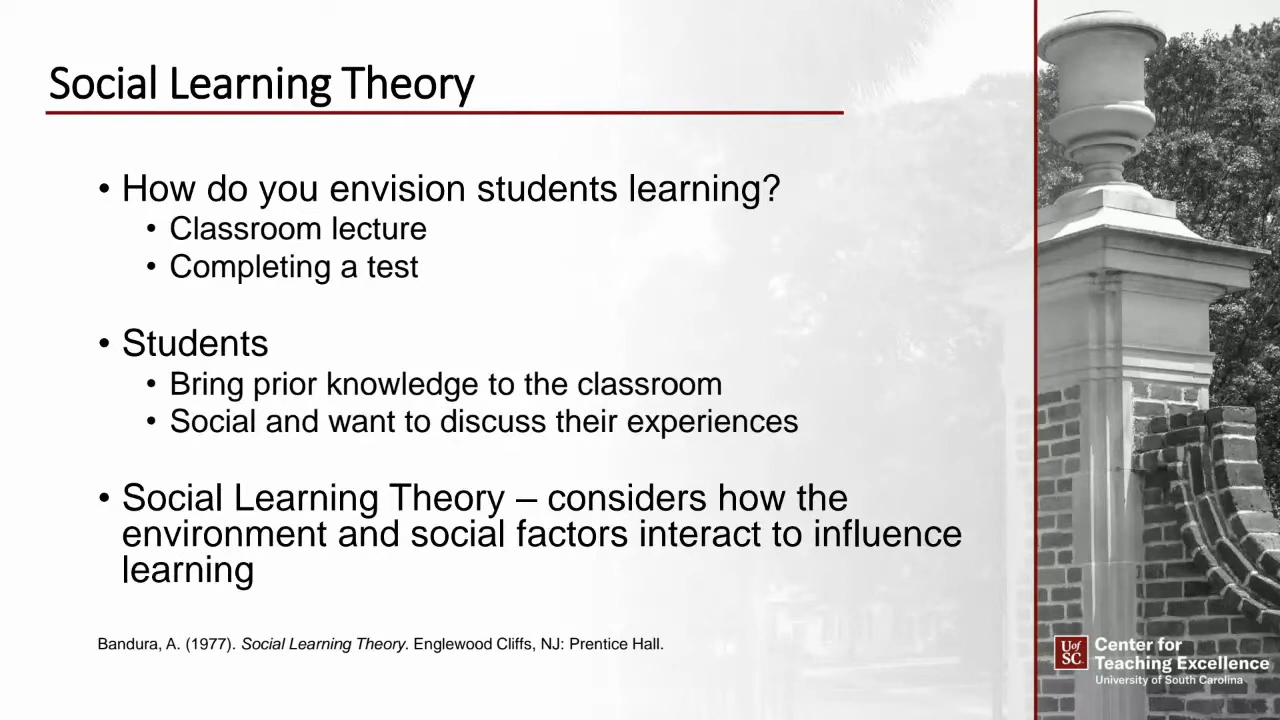 Social Learning Theory
• How do you envision students learning?
• Classroom lecture
• Completing a test
• Students
• Bring prior knowledge to the classroom
• Social and want to discuss their experiences
• Social Learning Theory – considers how the
environment and social factors interact to influence
learning
Bandura, A. (1977). Social Learning Theory. Englewood Cliffs, NJ: Prentice Hall.
UofSC
Center for
Teaching Excellence
University of South Carolina